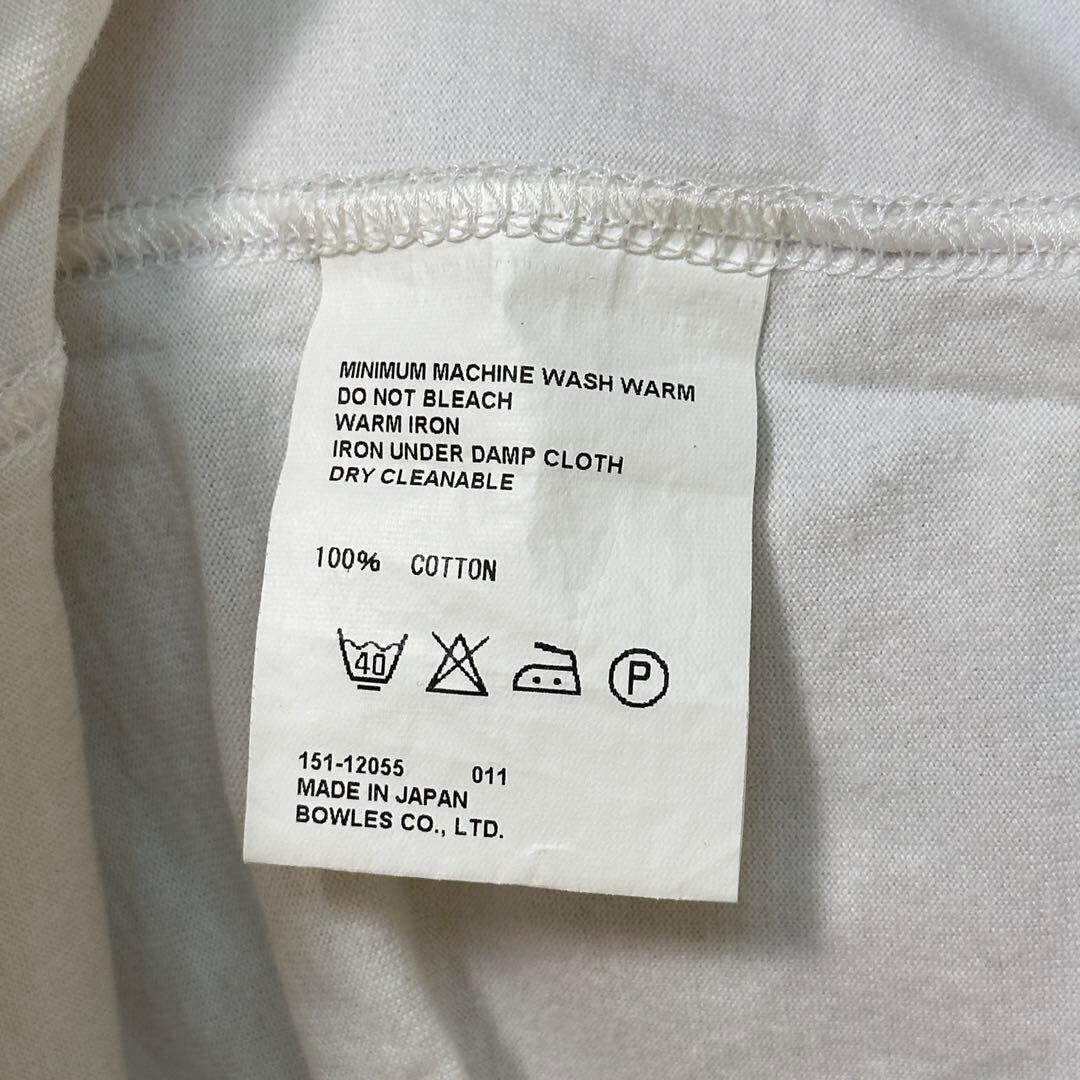 MINIMUM MACHINE WASH WARM
DO NOT BLEACH
WARM IRON
IRON UNDER DAMP CLOTH
DRY CLEANABLE
100% COTTON
40 P
151-12055 011
MADE IN JAPAN
BOWLES CO., LTD.